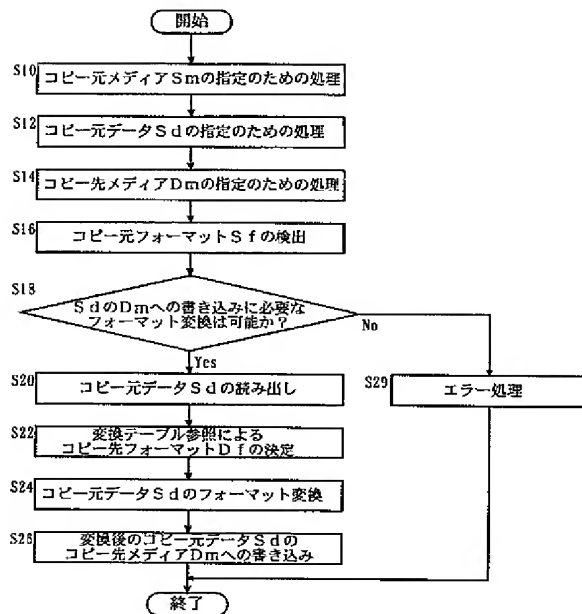 開始
S10
コピー元メディアSmの指定のための処理
S12
コピー元データSdの指定のための処理
S14
コピー先メディアDmの指定のための処理
S16
コピー元フォーマットSfの検出
S18
SdのDmへの書き込みに必要な
フォーマット変換は可能か?
No
Yes
S20
コピー元データSdの読み出し
S29
エラー処理
S22
変換テーブル参照による
コピー先フォーマットDfの決定
S24
コピー元データSdのフォーマット変換
S26
変換後のコピー元データSdの
コピー先メディアDmへの書き込み
終了